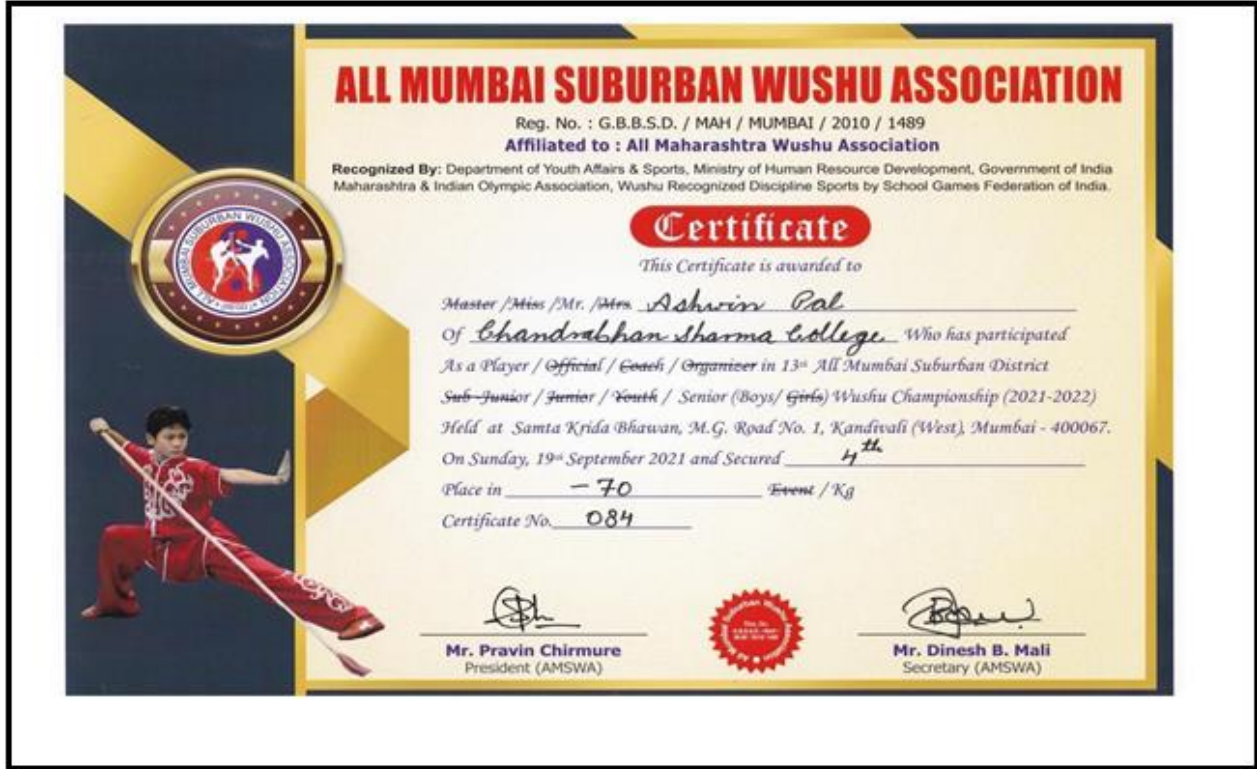 ALL MUMBAI SUBURBAN WUSHU ASSOCIATION
Reg. No. : G.B.B.S.D. / MAH / MUMBAI / 2010 / 1489
Affiliated to : All Maharashtra Wushu Association
Recognized By: Department of Youth Affairs & Sports, Ministry of Human Resource Development, Government of India
Maharashtra & Indian Olympic Association, Wushu Recognized Discipline Sports by School Games Federation of India.
Certificate
This Certificate is awarded to
Master / Miss / Mr. / Mrs. Ashwin Pal
Of Chandrabhan Sharma College Who has participated
As a Player / Official / Coach / Organizer in 13th All Mumbai Suburban District
Sub-Junior / Junior / Youth / Senior (Boys/ Girls) Wushu Championship (2021-2022)
Held at Samta Krida Bhawan, M.G. Road No. 1, Kandivali (West), Mumbai - 400067.
On Sunday, 19th September 2021 and Secured 4th
Place in -70 Event / Kg
Certificate No. 084
Mr. Pravin Chirmure
President (AMSWA)
Mr. Dinesh B. Mali
Secretary (AMSWA)
ALL MUMBAI SUBURBAN WUSHU ASSOCIATION